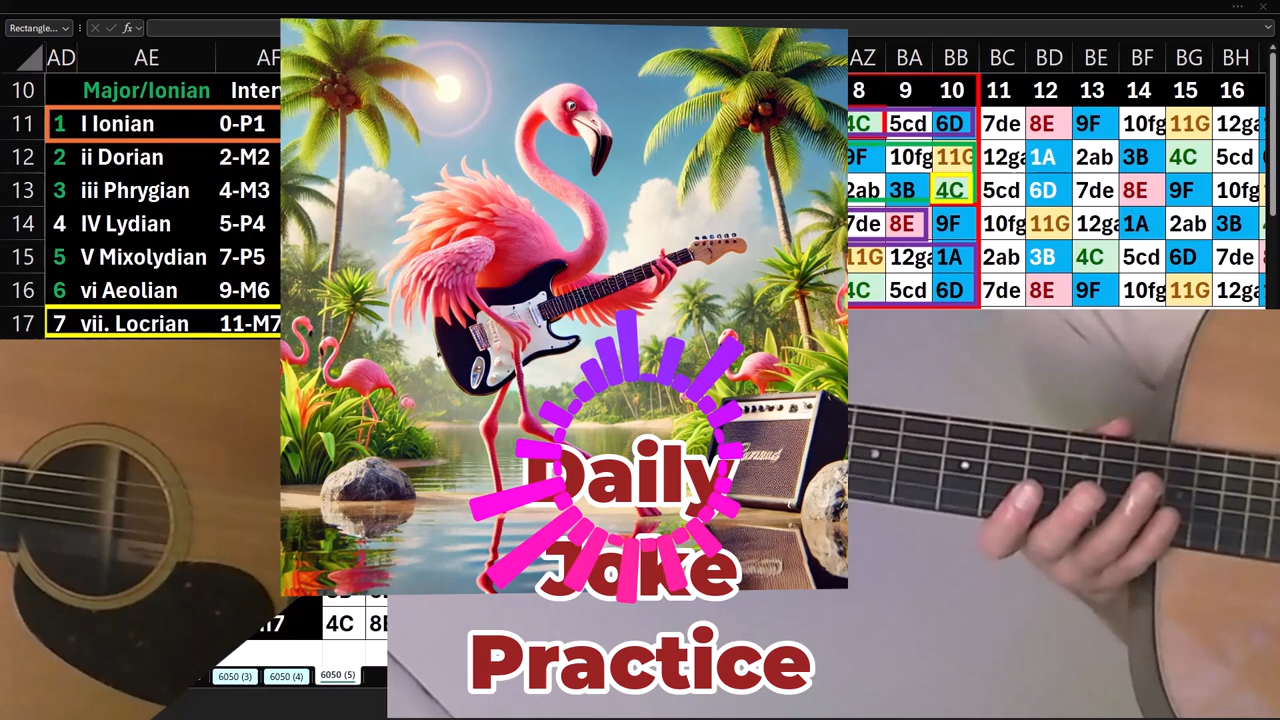 Rectangle... fx
AD AE AF AZ BA BB BC BD BE BF BG BH
10 Major/Ionian Inter 8 9 10 11 12 13 14 15 16
11 1 I Ionian 0-P1 4C 5cd 6D 7de 8E 9F 10fg 11G 12ga
12 2 ii Dorian 2-M2 9F 10fg 11G 12ga 1A 2ab 3B 4C 5cd
13 3 iii Phrygian 4-M3 2ab 3B 4C 5cd 6D 7de 8E 9F 10fg
14 4 IV Lydian 5-P4 7de 8E 9F 10fg 11G 12ga 1A 2ab 3B
15 5 V Mixolydian 7-P5 11G 12ga 1A 2ab 3B 4C 5cd 6D 7de
16 6 vi Aeolian 9-M6 4C 5cd 6D 7de 8E 9F 10fg 11G 12ga
17 7 vii. Locrian 11-M7
Daily
Joke
Practice
4C 8E
6050 (3) 6050 (4) 6050 (5)